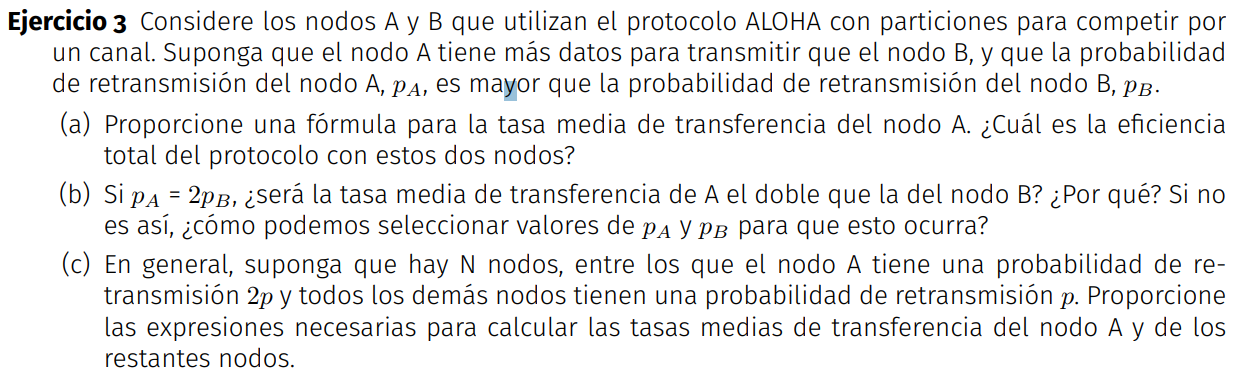 Ejercicio 3 Considere los nodos A y B que utilizan el protocolo ALOHA con particiones para competir por
un canal. Suponga que el nodo A tiene más datos para transmitir que el nodo B, y que la probabilidad
de retransmisión del nodo A, p_A, es mayor que la probabilidad de retransmisión del nodo B, p_B.
(a) Proporcione una fórmula para la tasa media de transferencia del nodo A. ¿Cuál es la eficiencia
total del protocolo con estos dos nodos?
(b) Si p_A = 2p_B, ¿será la tasa media de transferencia de A el doble que la del nodo B? ¿Por qué? Si no
es así, ¿cómo podemos seleccionar valores de p_A y p_B para que esto ocurra?
(c) En general, suponga que hay N nodos, entre los que el nodo A tiene una probabilidad de re-
transmisión 2p y todos los demás nodos tienen una probabilidad de retransmisión p. Proporcione
las expresiones necesarias para calcular las tasas medias de transferencia del nodo A y de los
restantes nodos.